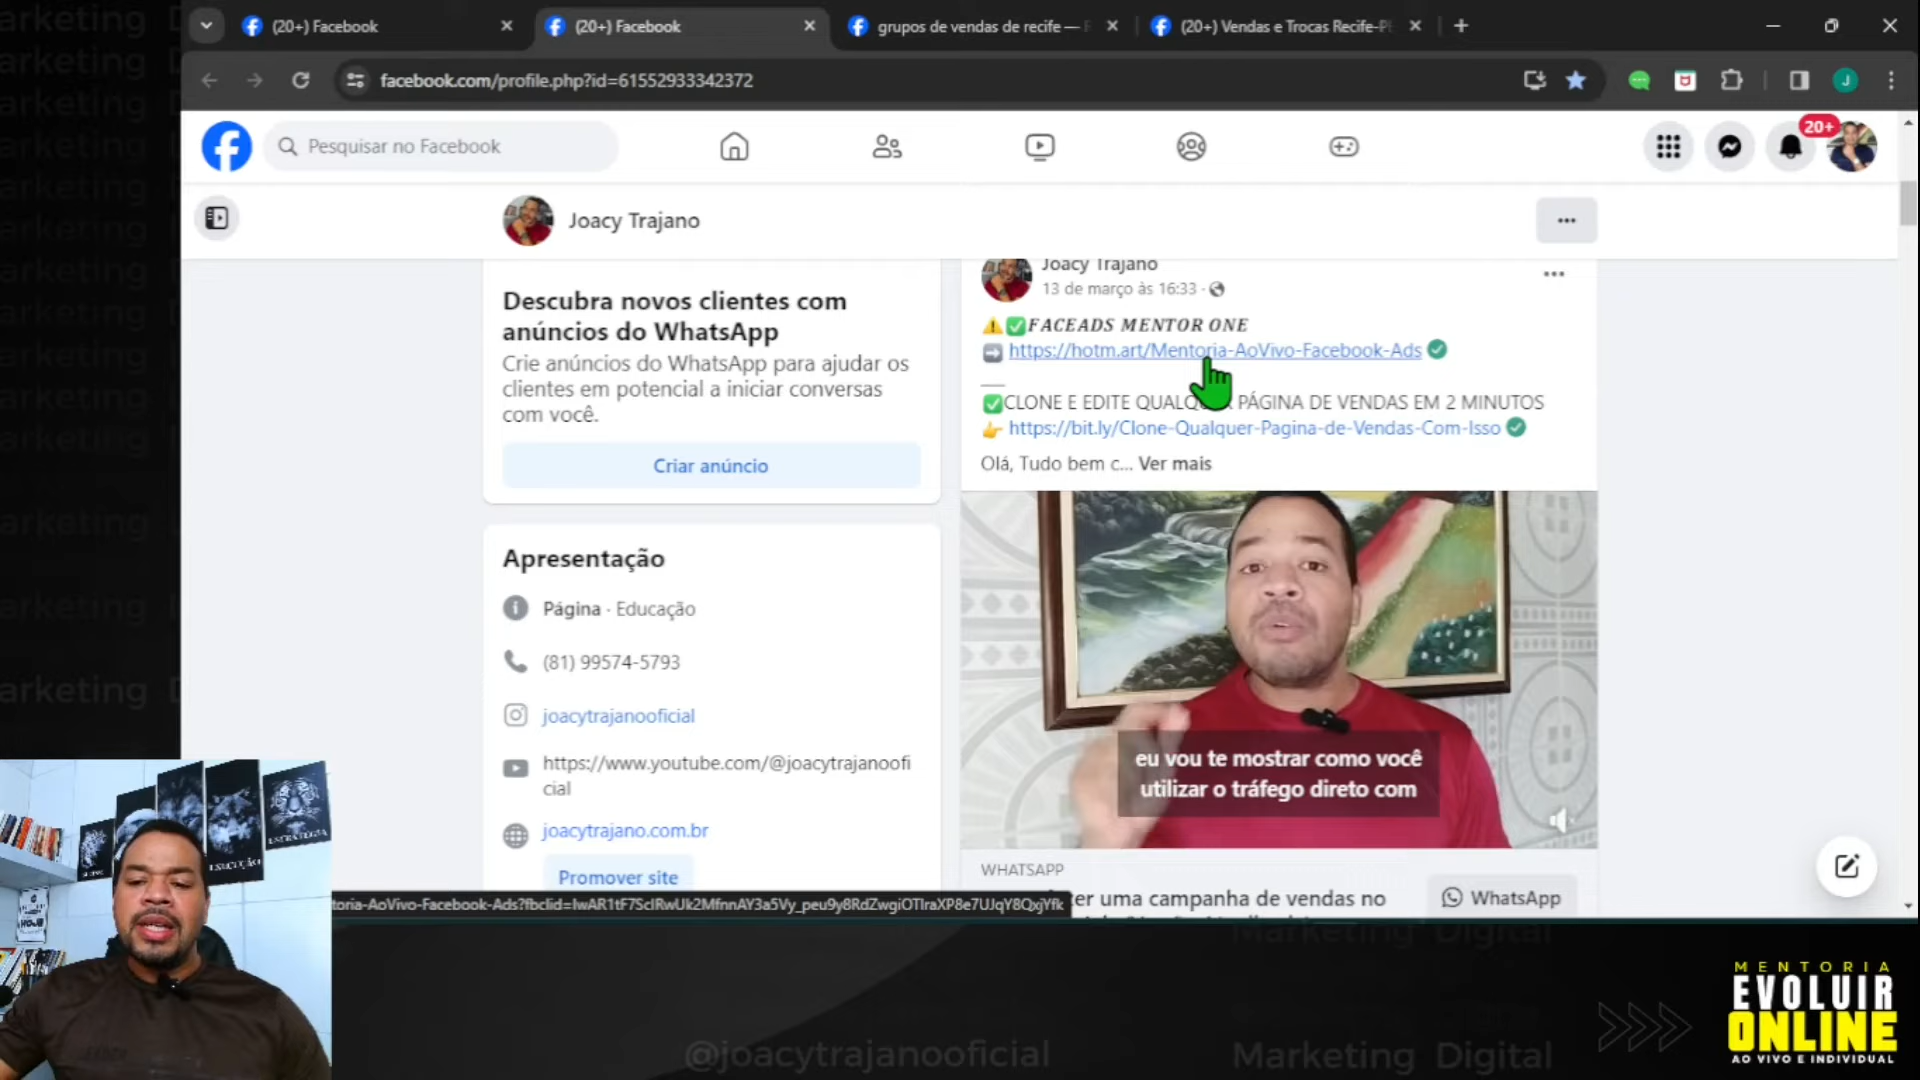 (20+) Facebook
(20+) Facebook
grupos de vendas de recife —
(20+) Vendas e Trocas Recife-P
facebook.com/profile.php?id=61552933342372
J
Pesquisar no Facebook
20+
Joacy Trajano
Descubra novos clientes com
anúncios do WhatsApp
Crie anúncios do WhatsApp para ajudar os
clientes em potencial a iniciar conversas
com você.
Criar anúncio
Apresentação
Página · Educação
(81) 99574-5793
joacytrajanooficial
https://www.youtube.com/@joacytrajanoofi
cial
joacytrajano.com.br
Promover site
toria-AoVivo-Facebook-Ads?fbclid=IwAR1tF7ScIRwUk2MfnnAY3a5Vy_peu9y8RdZwgiOTIraXP8e7UJqY8QxjYfk
Joacy Trajano
13 de março às 16:33 ·
FACEADS MENTOR ONE
https://hotm.art/Mentoria-AoVivo-Facebook-Ads
CLONE E EDITE QUALQUER PÁGINA DE VENDAS EM 2 MINUTOS
https://bit.ly/Clone-Qualquer-Pagina-de-Vendas-Com-Isso
Olá, Tudo bem c... Ver mais
eu vou te mostrar como você
utilizar o tráfego direto com
WHATSAPP
zer uma campanha de vendas no
WhatsApp
ESTRATÉGIA
EXECUÇÃO
@joacytrajanooficial
Marketing Digital
Marketing Digital
MENTORIA
EVOLUIR
ONLINE
AO VIVO E INDIVIDUAL